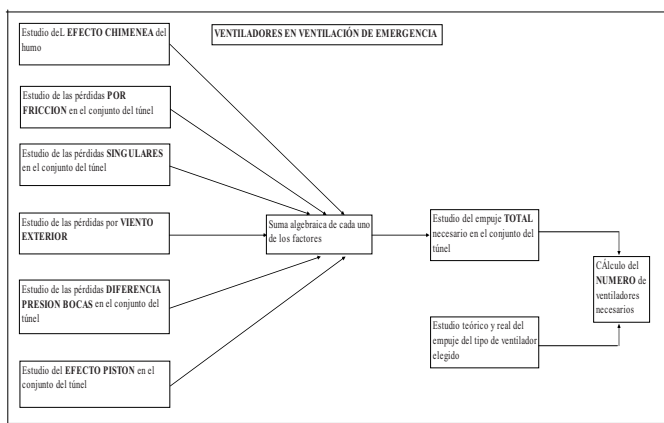 Estudio deL EFECTO CHIMENEA del
humo
VENTILADORES EN VENTILACIÓN DE EMERGENCIA
Estudio de las pérdidas POR
FRICCION en el conjunto del túnel
Estudio de las pérdidas SINGULARES
en el conjunto del túnel
Estudio de las pérdidas por VIENTO
EXTERIOR
Estudio de las pérdidas DIFERENCIA
PRESION BOCAS en el conjunto del
túnel
Estudio del EFECTO PISTON en el
conjunto del túnel
Suma algebraica de cada uno
de los factores
Estudio del empuje TOTAL
necesario en el conjunto del
túnel
Estudio teórico y real del
empuje del tipo de ventilador
elegido
CÁlculo del
NUMERO de
ventiladores
necesarios